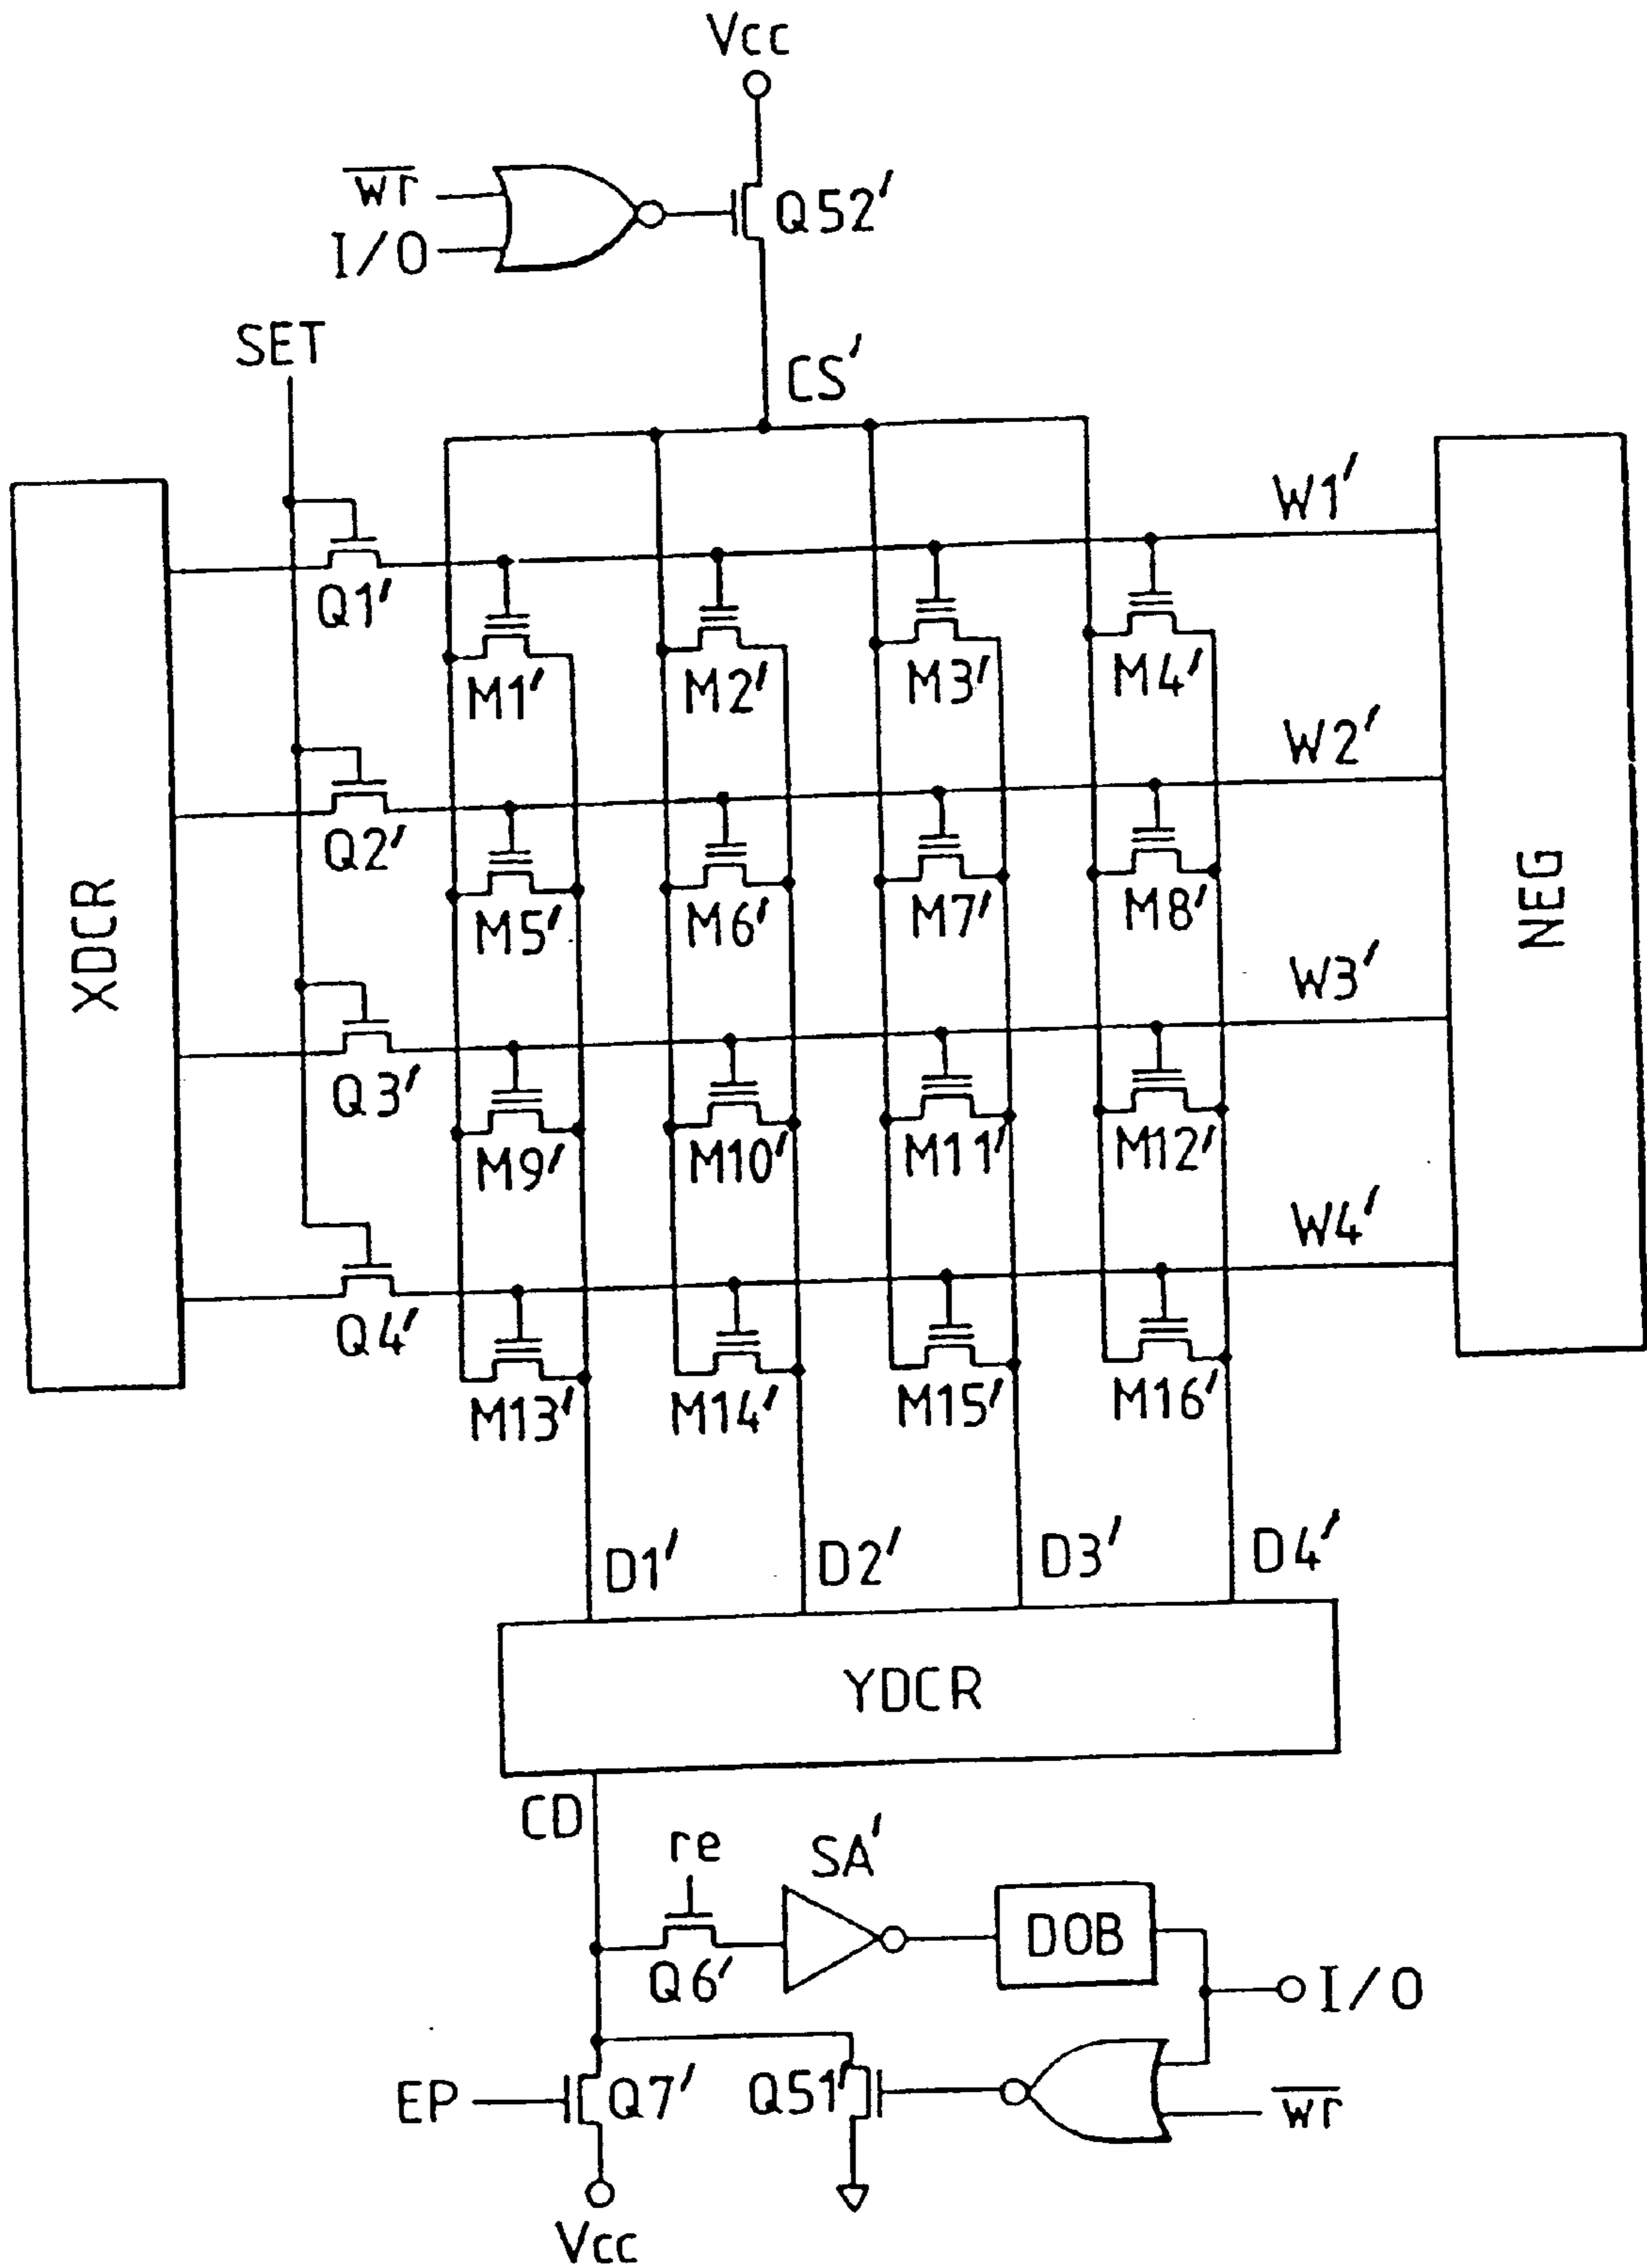 Vcc
wr
Q52'
I/O
SET
CS'
W1'
Q1'
M1' M2' M3' M4'
W2'
Q2'
M5' M6' M7' M8'
XDCR
NEG
W3'
Q3'
M9' M10' M11' M12'
W4'
Q4'
M13' M14' M15' M16'
D1' D2' D3' D4'
YDCR
CD
re
SA'
DOB
Q6'
I/O
EP
Q7'
Q51'
wr
Vcc